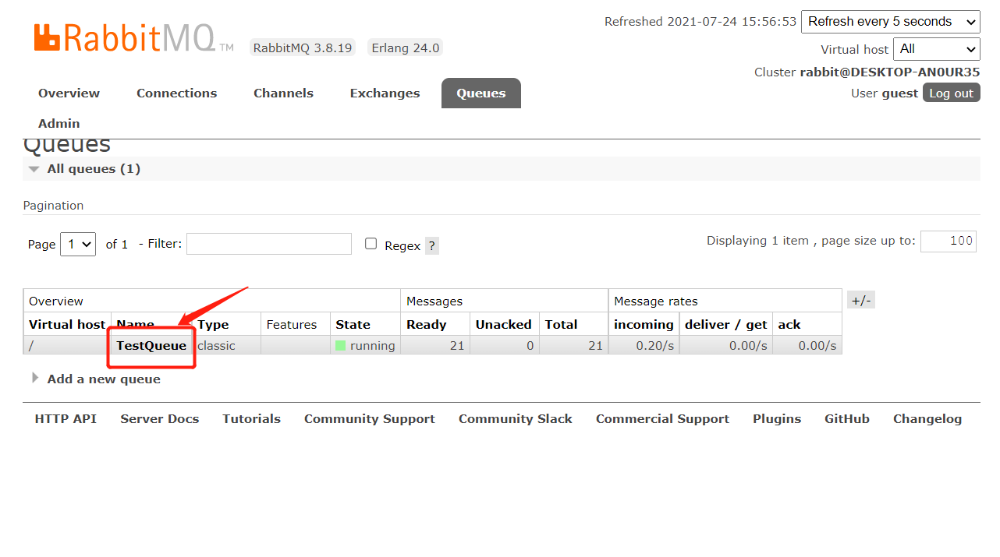 RabbitMQ TM RabbitMQ 3.8.19 Erlang 24.0
Refreshed 2021-07-24 15:56:53 Refresh every 5 seconds
Virtual host All
Cluster rabbit@DESKTOP-AN0UR35
User guest Log out
Overview Connections Channels Exchanges Queues
Admin
Queues
All queues (1)
Pagination
Page 1 of 1 - Filter: Regex ? Displaying 1 item , page size up to: 100
Overview Messages Message rates +/-
Virtual host Name Type Features State Ready Unacked Total incoming deliver / get ack
/ TestQueue classic running 21 0 21 0.20/s 0.00/s 0.00/s
Add a new queue
HTTP API Server Docs Tutorials Community Support Community Slack Commercial Support Plugins GitHub Changelog